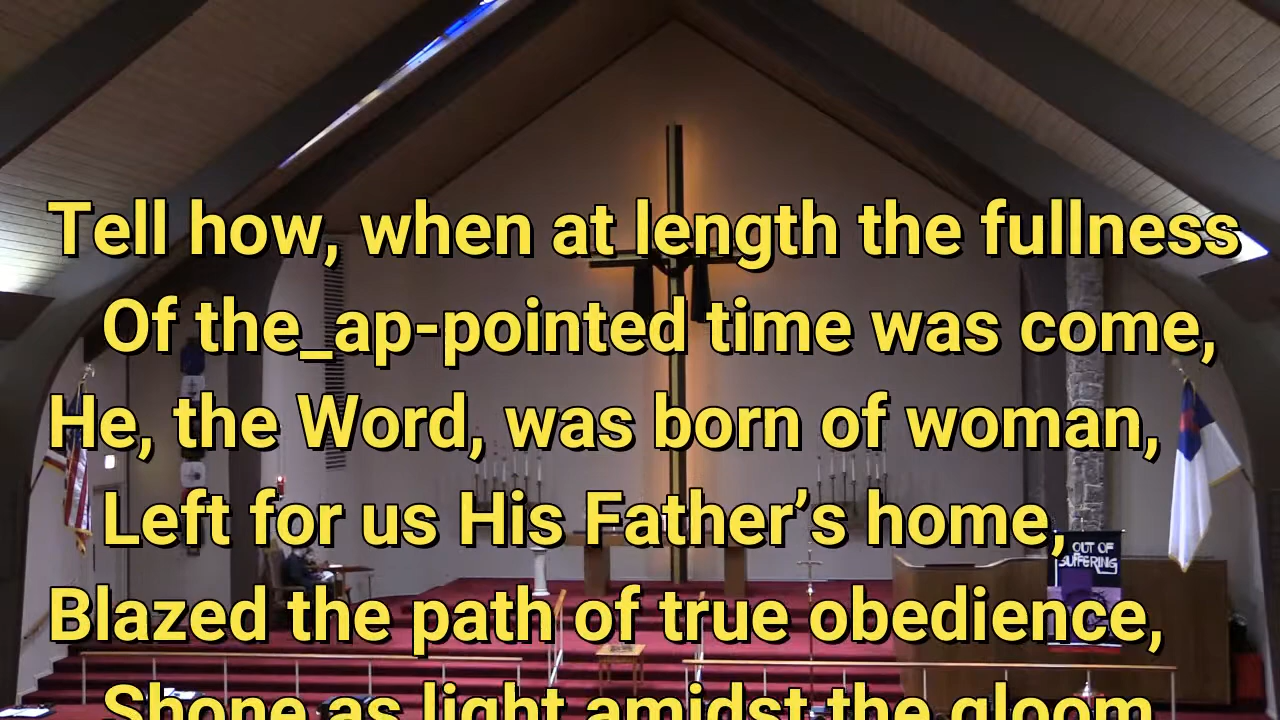 Tell how, when at length the fullness
Of the_ap-pointed time was come,
He, the Word, was born of woman,
Left for us His Father’s home,
Blazed the path of true obedience,
Shone as light amidst the gloom
OUT OF
SUFFERING